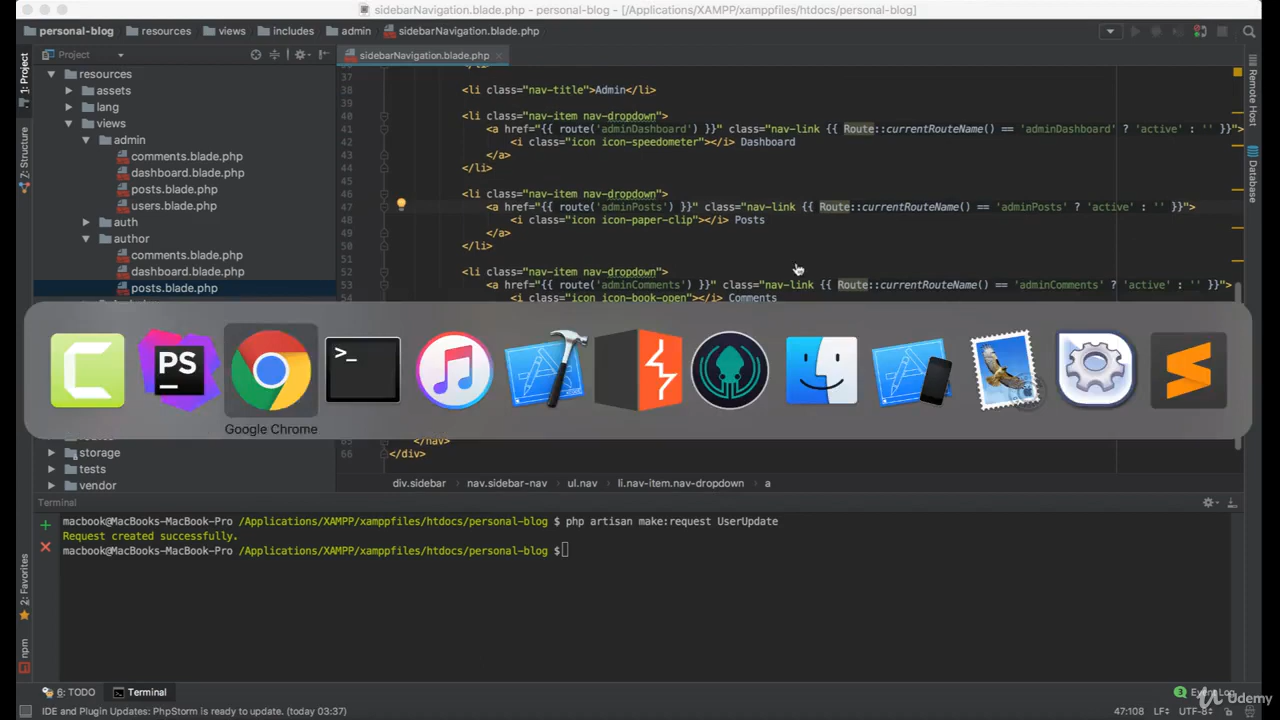 sidebarNavigation.blade.php - personal-blog - [/Applications/XAMPP/xamppfiles/htdocs/personal-blog]
personal-blog resources views includes admin sidebarNavigation.blade.php
Project sidebarNavigation.blade.php
1: Project
Z: Structure
2: Favorites
npm
Remote Host
Database
resources
assets
lang
views
admin
comments.blade.php
dashboard.blade.php
posts.blade.php
users.blade.php
auth
author
comments.blade.php
dashboard.blade.php
posts.blade.php
storage
tests
vendor
37
38 <li class="nav-title">Admin</li>
39
40 <li class="nav-item nav-dropdown">
41 <a href="{{ route('adminDashboard') }}" class="nav-link {{ Route::currentRouteName() == 'adminDashboard' ? 'active' : '' }}">
42 <i class="icon icon-speedometer"></i> Dashboard
43 </a>
44 </li>
45
46 <li class="nav-item nav-dropdown">
47 <a href="{{ route('adminPosts') }}" class="nav-link {{ Route::currentRouteName() == 'adminPosts' ? 'active' : '' }}">
48 <i class="icon icon-paper-clip"></i> Posts
49 </a>
50 </li>
51
52 <li class="nav-item nav-dropdown">
53 <a href="{{ route('adminComments') }}" class="nav-link {{ Route::currentRouteName() == 'adminComments' ? 'active' : '' }}">
54 <i class="icon icon-book-open"></i> Comments
PS
>_
Google Chrome
65 </nav>
66 </div>
div.sidebar nav.sidebar-nav ul.nav li.nav-item.nav-dropdown a
Terminal
macbook@MacBooks-MacBook-Pro /Applications/XAMPP/xamppfiles/htdocs/personal-blog $ php artisan make:request UserUpdate
Request created successfully.
macbook@MacBooks-MacBook-Pro /Applications/XAMPP/xamppfiles/htdocs/personal-blog $
6: TODO Terminal
3 Event Log
IDE and Plugin Updates: PhpStorm is ready to update. (today 03:37)
47:108 LF÷ UTF-8÷
Udemy